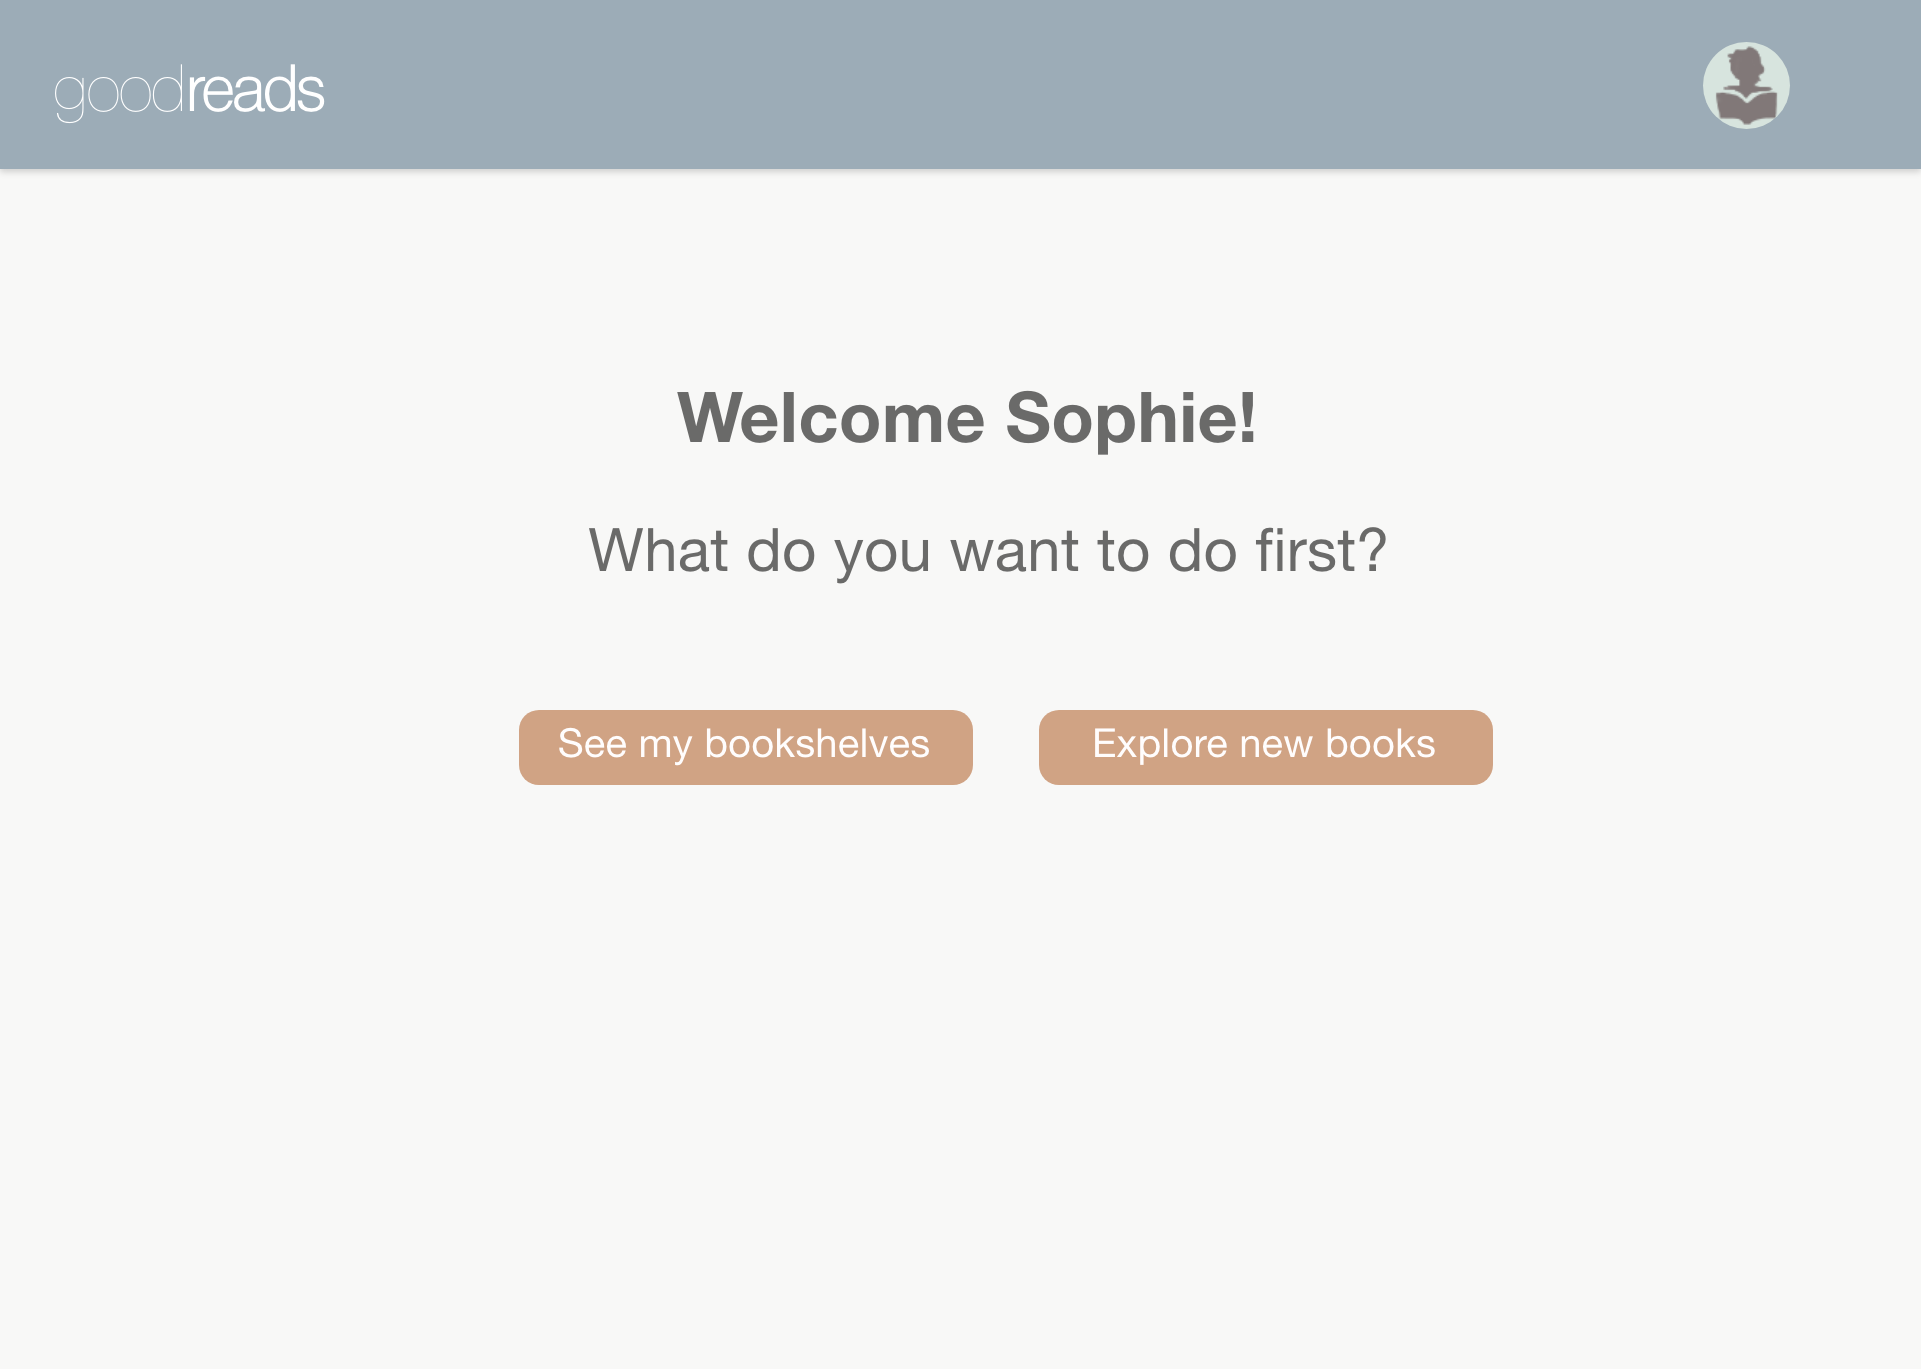 goodreads
Welcome Sophie!
What do you want to do first?
See my bookshelves
Explore new books